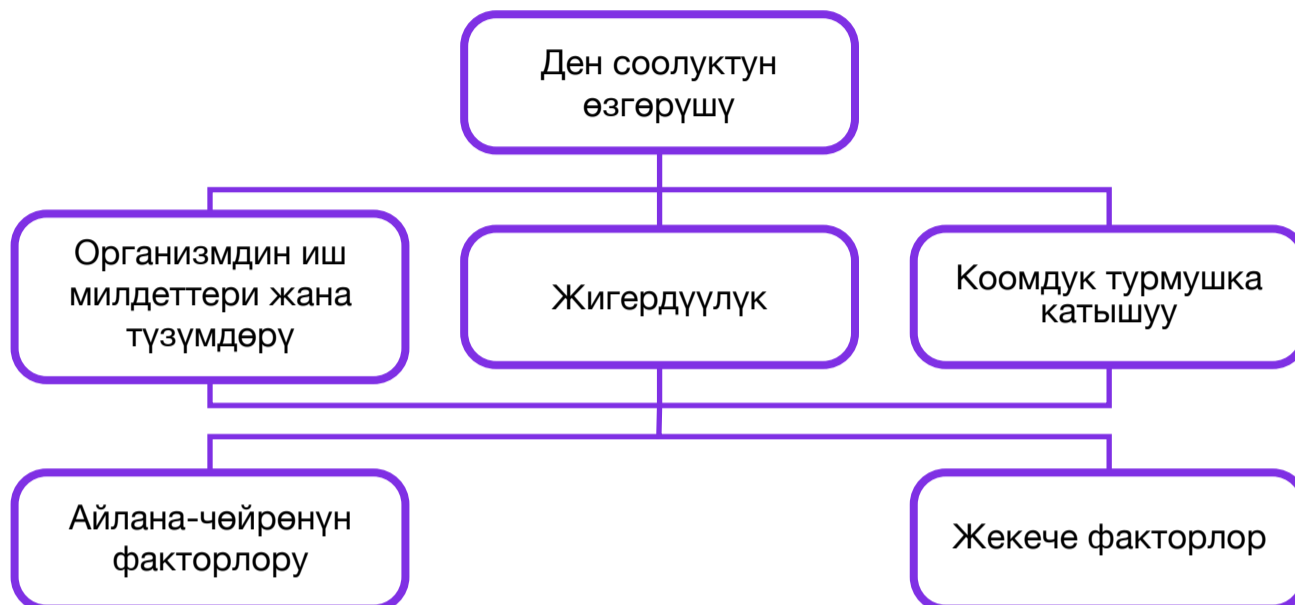 Ден соолуктун
өзгөрүшү
Организмдин иш
милдеттери жана
түзүмдөрү
Жигердүүлүк
Коомдук турмушка
катышуу
Айлана-чөйрөнүн
факторлору
Жекече факторлор